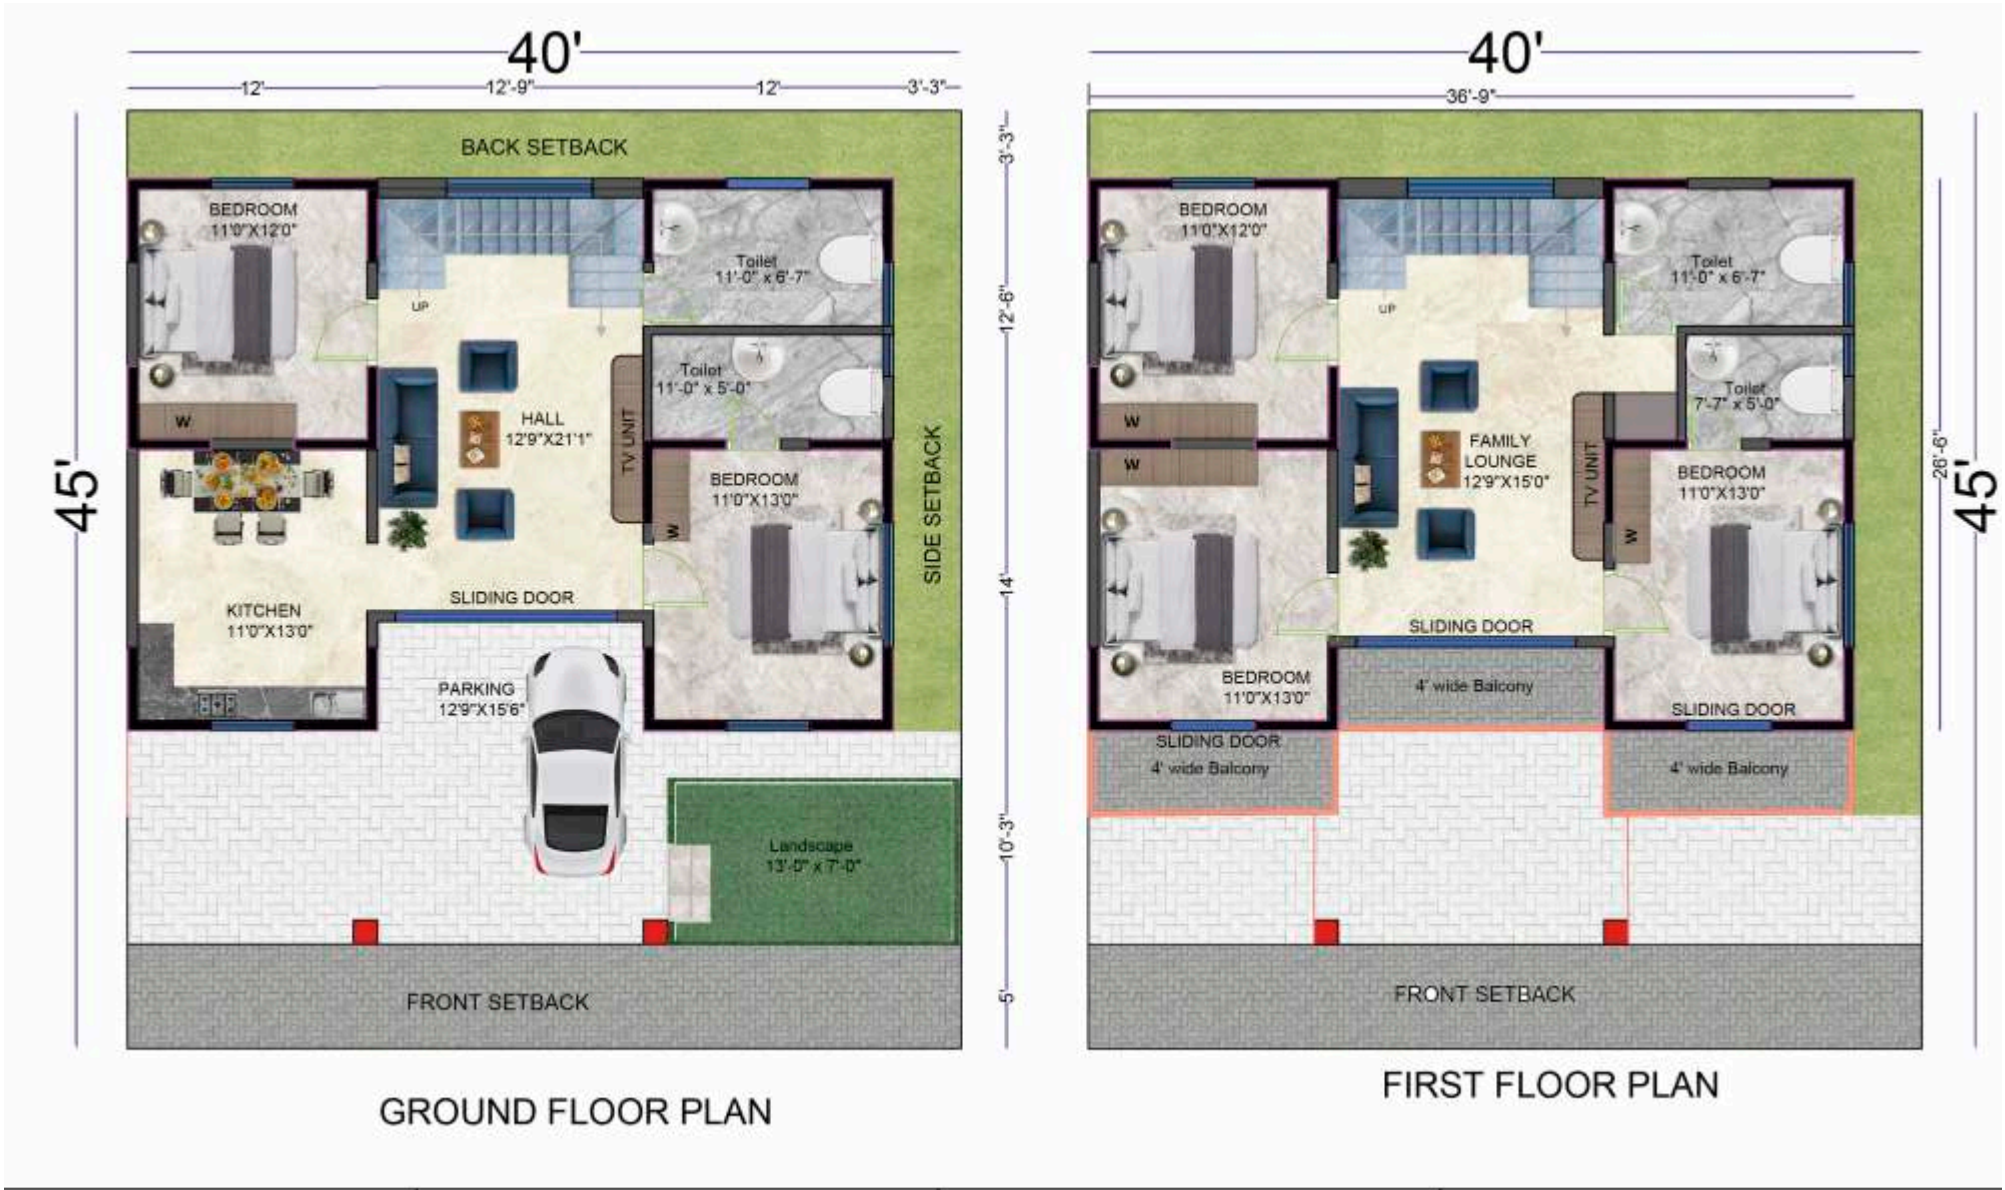 40'
12'
12'-9"
12'
3'-3"
45'
BACK SETBACK
BEDROOM
11'0"X12'0"
W
UP
Toilet
11'-0" x 6'-7"
Toilet
11'-0" x 5'-0"
HALL
12'9"X21'1"
TV UNIT
BEDROOM
11'0"X13'0"
W
SIDE SETBACK
SLIDING DOOR
KITCHEN
11'0"X13'0"
PARKING
12'9"X15'6"
Landscape
13'-0" x 7'-0"
FRONT SETBACK
3'-3"
12'-6"
14'
10'-3"
5'
GROUND FLOOR PLAN
40'
36'-9"
BEDROOM
11'0"X12'0"
W
UP
Toilet
11'-0" x 6'-7"
Toilet
7'-7" x 5'-0"
W
FAMILY
LOUNGE
12'9"X15'0"
TV UNIT
BEDROOM
11'0"X13'0"
W
SLIDING DOOR
BEDROOM
11'0"X13'0"
4' wide Balcony
SLIDING DOOR
SLIDING DOOR
4' wide Balcony
4' wide Balcony
FRONT SETBACK
26'-6"
45'
FIRST FLOOR PLAN